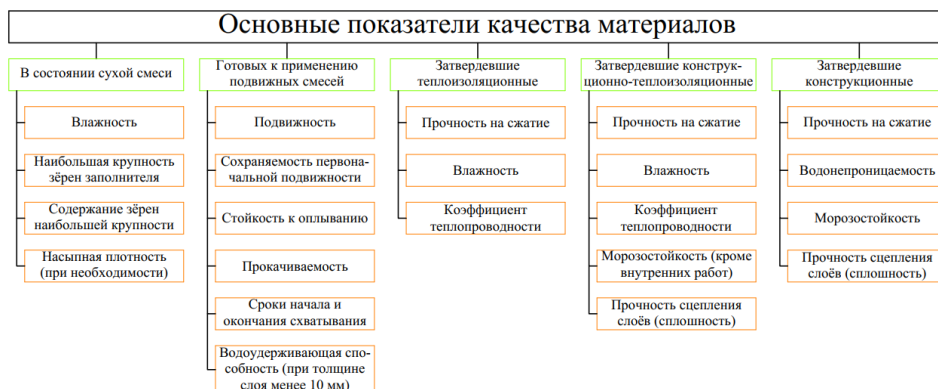 Основные показатели качества материалов
В состоянии сухой смеси
Влажность
Наибольшая крупность
зёрен заполнителя
Содержание зёрен
наибольшей крупности
Насыпная плотность
(при необходимости)
Готовых к применению
подвижных смесей
Подвижность
Сохраняемость первона-
чальной подвижности
Стойкость к оплыванию
Прокачиваемость
Сроки начала и
окончания схватывания
Водоудерживающая спо-
собность (при толщине
слоя менее 10 мм)
Затвердевшие
теплоизоляционные
Прочность на сжатие
Влажность
Коэффициент
теплопроводности
Затвердевшие конструк-
ционно-теплоизоляционные
Прочность на сжатие
Влажность
Коэффициент
теплопроводности
Морозостойкость (кроме
внутренних работ)
Прочность сцепления
слоёв (сплошность)
Затвердевшие
конструкционные
Прочность на сжатие
Водонепроницаемость
Морозостойкость
Прочность сцепления
слоёв (сплошность)